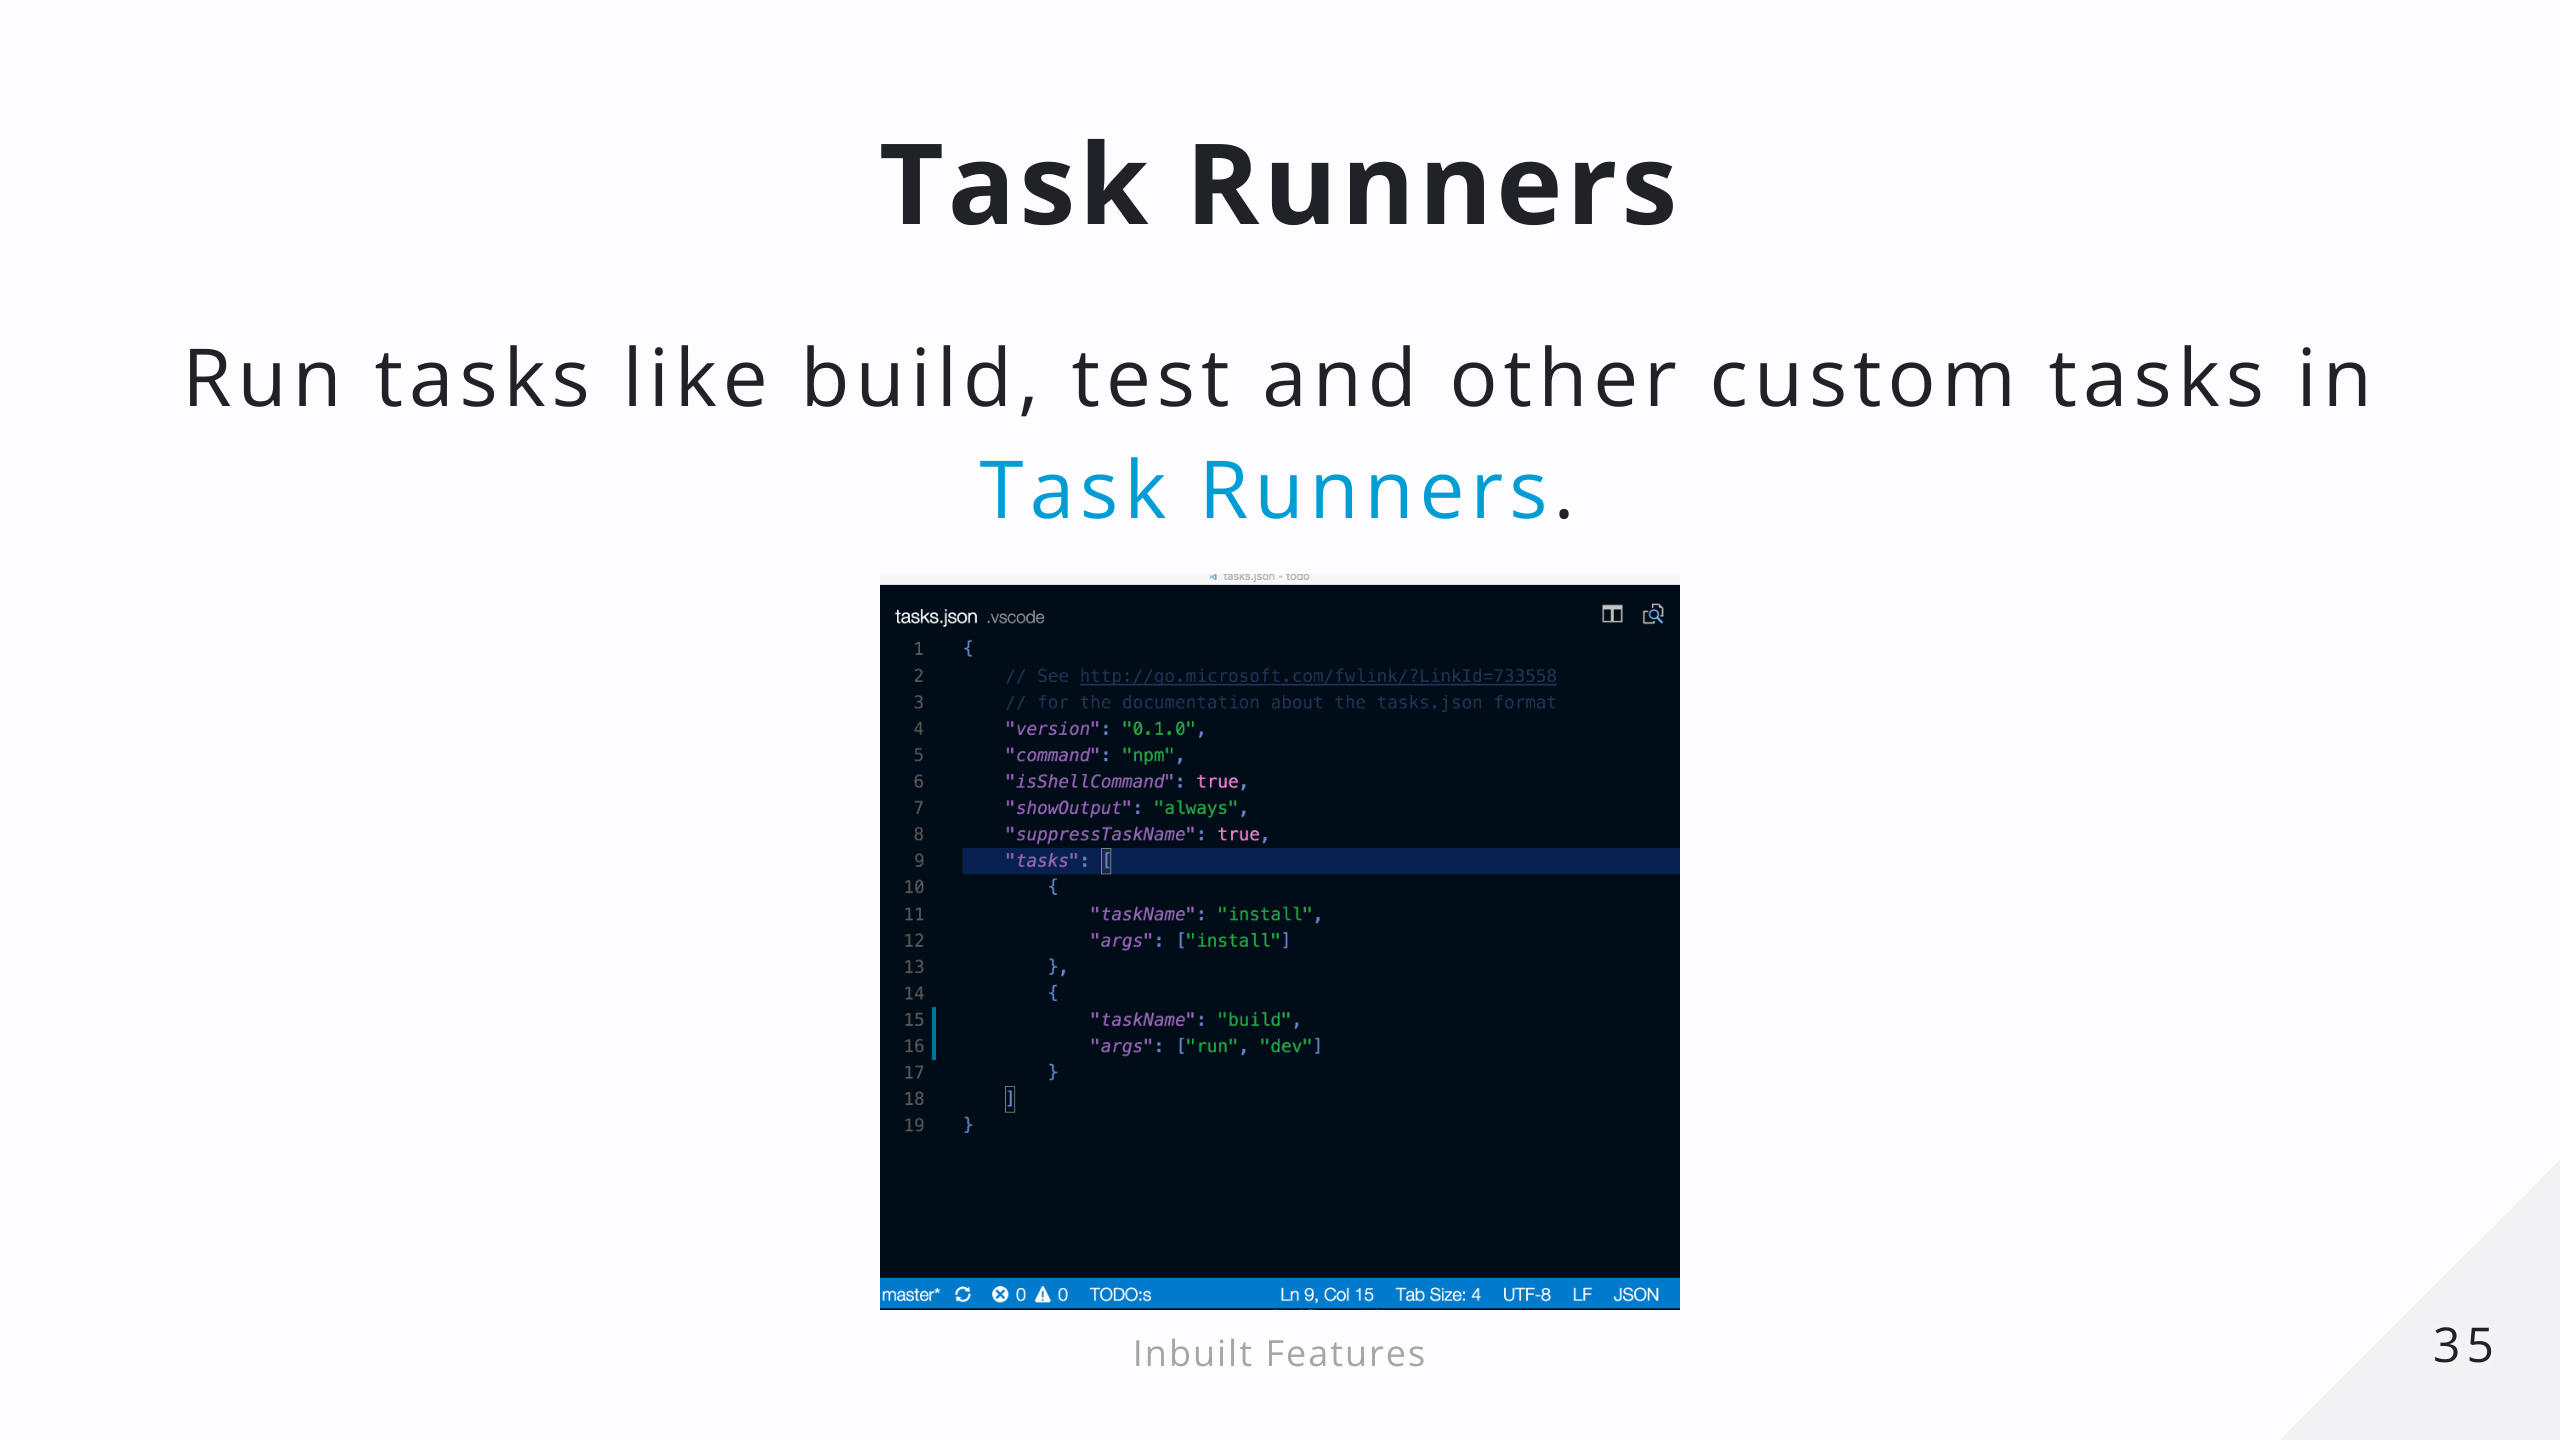 Task Runners
Run tasks like build, test and other custom tasks in
Task Runners.
tasks.json - todo
tasks.json .vscode
1 {
2 // See http://go.microsoft.com/fwlink/?LinkId=733558
3 // for the documentation about the tasks.json format
4 "version": "0.1.0",
5 "command": "npm",
6 "isShellCommand": true,
7 "showOutput": "always",
8 "suppressTaskName": true,
9 "tasks": [
10 {
11 "taskName": "install",
12 "args": ["install"]
13 },
14 {
15 "taskName": "build",
16 "args": ["run", "dev"]
17 }
18 ]
19 }
master* 0 0 TODO:s Ln 9, Col 15 Tab Size: 4 UTF-8 LF JSON
Inbuilt Features
35